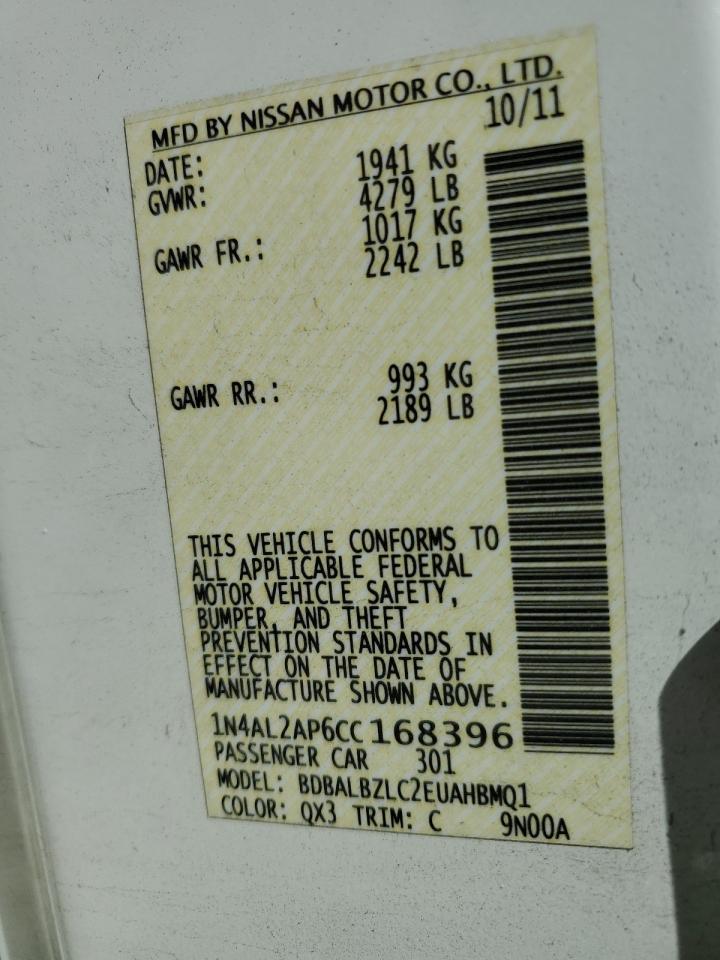 MFD BY NISSAN MOTOR CO., LTD.
DATE: 10/11
GVWR: 1941 KG
4279 LB
GAWR FR.: 1017 KG
2242 LB
GAWR RR.: 993 KG
2189 LB
THIS VEHICLE CONFORMS TO
ALL APPLICABLE FEDERAL
MOTOR VEHICLE SAFETY,
BUMPER, AND THEFT
PREVENTION STANDARDS IN
EFFECT ON THE DATE OF
MANUFACTURE SHOWN ABOVE.
1N4AL2AP6CC168396
PASSENGER CAR 301
MODEL: BDBALBZLC2EUAHBMQ1
COLOR: QX3 TRIM: C 9N00A